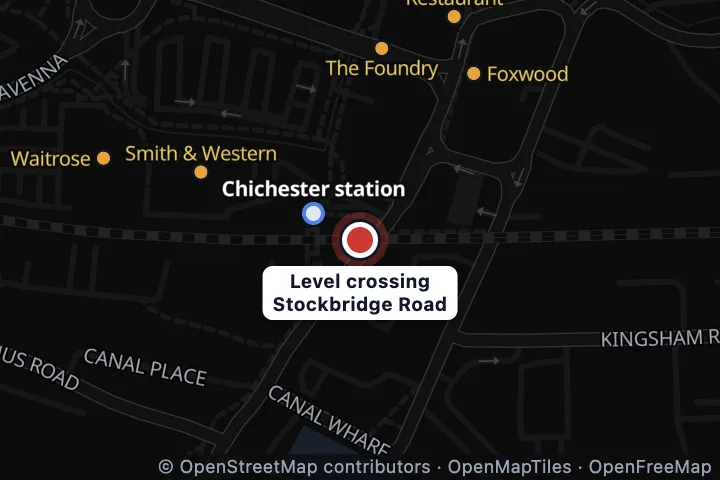 Restaurant
The Foundry
Foxwood
AVENNA
Waitrose
Smith & Western
Chichester station
Level crossing
Stockbridge Road
KINGSHAM R
US ROAD
CANAL PLACE
CANAL WHARF
© OpenStreetMap contributors · OpenMapTiles · OpenFreeMap